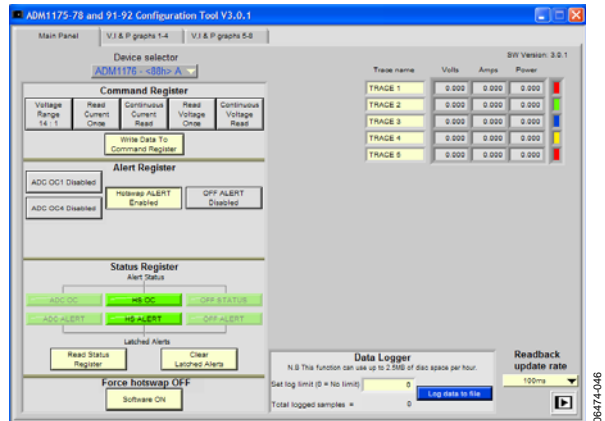 ADM1175-78 and 91-92 Configuration Tool V3.0.1
Main Panel
V,I & P graphs 1-4
V,I & P graphs 5-8
SW Version: 3.0.1
Device selector
ADM1176 - <88h> A
Command Register
Voltage Range 14 : 1
Read Current Once
Continuous Current Read
Read Voltage Once
Continuous Voltage Read
Write Data To Command Register
Alert Register
ADC OC1 Disabled
ADC OC4 Disabled
Hotswap ALERT Enabled
OFF ALERT Disabled
Status Register
Alert Status
ADC OC
HS OC
OFF STATUS
ADC ALERT
HS ALERT
OFF ALERT
Latched Alerts
Read Status Register
Clear Latched Alerts
Force hotswap OFF
Software ON
Trace name Volts Amps Power
TRACE 1 0.000 0.000 0.000
TRACE 2 0.000 0.000 0.000
TRACE 3 0.000 0.000 0.000
TRACE 4 0.000 0.000 0.000
TRACE 5 0.000 0.000 0.000
Data Logger
N.B This function can use up to 2.5MB of disc space per hour.
Set log limit (0 = No limit) 0
Log data to file
Total logged samples = 0
Readback update rate
100ms
06474-046